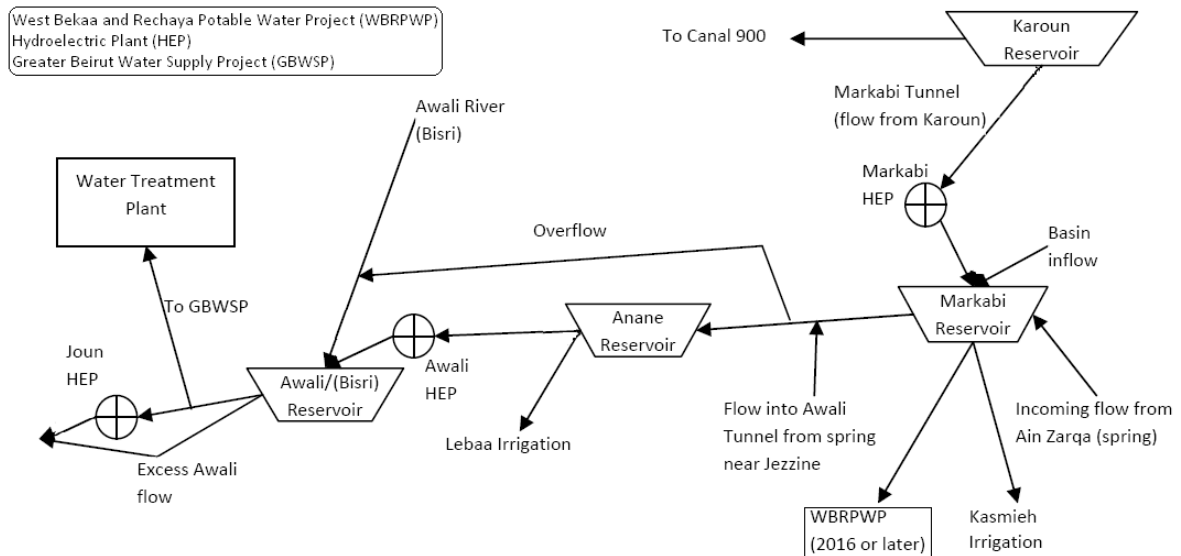 West Bekaa and Rechaya Potable Water Project (WBRPWP)
Hydroelectric Plant (HEP)
Greater Beirut Water Supply Project (GBWSP)
To Canal 900
Karoun
Reservoir
Markabi Tunnel
(flow from Karoun)
Awali River
(Bisri)
Water Treatment
Plant
Markabi
HEP
Overflow
Basin
inflow
To GBWSP
Markabi
Reservoir
Anane
Reservoir
Joun
HEP
Awali/(Bisri)
Reservoir
Awali
HEP
Flow into Awali
Tunnel from spring
near Jezzine
Incoming flow from
Ain Zarqa (spring)
Lebaa Irrigation
Excess Awali
flow
WBRPWP
(2016 or later)
Kasmieh
Irrigation